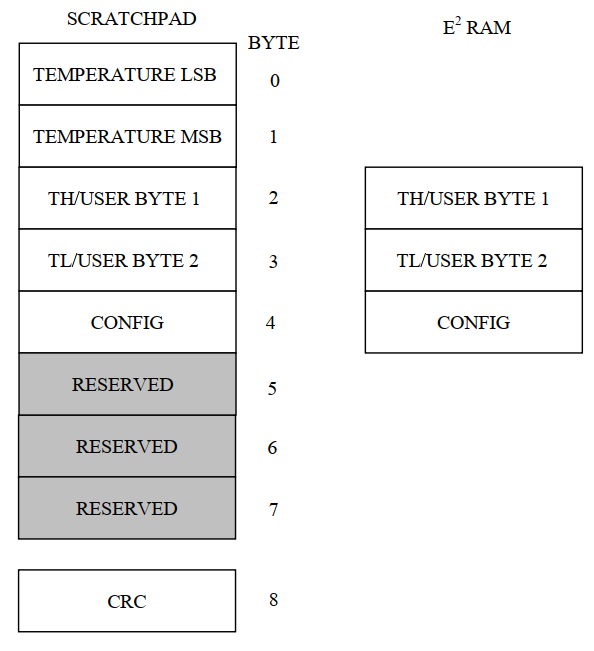 SCRATCHPAD
BYTE
E² RAM
TEMPERATURE LSB
0
TEMPERATURE MSB
1
TH/USER BYTE 1
2
TH/USER BYTE 1
TL/USER BYTE 2
3
TL/USER BYTE 2
CONFIG
4
CONFIG
RESERVED
5
RESERVED
6
RESERVED
7
CRC
8